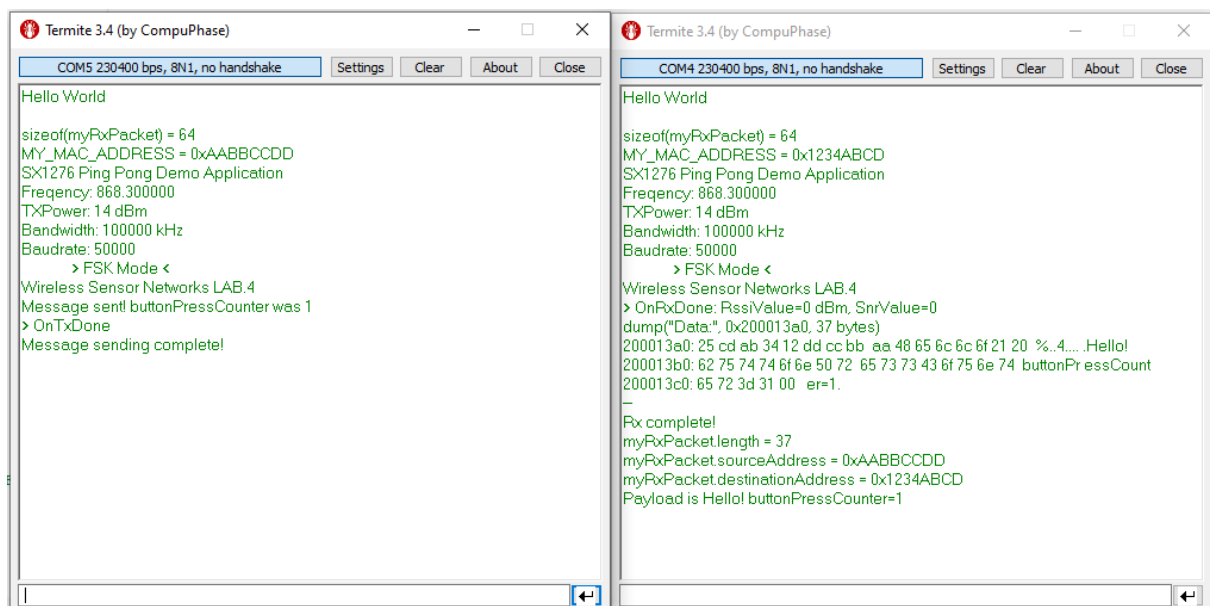 Termite 3.4 (by CompuPhase)
COM5 230400 bps, 8N1, no handshake Settings Clear About Close
Hello World
sizeof(myRxPacket) = 64
MY_MAC_ADDRESS = 0xAABBCCDD
SX1276 Ping Pong Demo Application
Freqency: 868.300000
TXPower: 14 dBm
Bandwidth: 100000 kHz
Baudrate: 50000
> FSK Mode <
Wireless Sensor Networks LAB.4
Message sent! buttonPressCounter was 1
> OnTxDone
Message sending complete!
Termite 3.4 (by CompuPhase)
COM4 230400 bps, 8N1, no handshake Settings Clear About Close
Hello World
sizeof(myRxPacket) = 64
MY_MAC_ADDRESS = 0x1234ABCD
SX1276 Ping Pong Demo Application
Freqency: 868.300000
TXPower: 14 dBm
Bandwidth: 100000 kHz
Baudrate: 50000
> FSK Mode <
Wireless Sensor Networks LAB.4
> OnRxDone: RssiValue=0 dBm, SnrValue=0
dump("Data:", 0x200013a0, 37 bytes)
200013a0: 25 cd ab 34 12 dd cc bb  aa 48 65 6c 6c 6f 21 20  %..4.... .Hello!
200013b0: 62 75 74 74 6f 6e 50 72  65 73 73 43 6f 75 6e 74  buttonPr essCount
200013c0: 65 72 3d 31 00   er=1.
--
Rx complete!
myRxPacket.length = 37
myRxPacket.sourceAddress = 0xAABBCCDD
myRxPacket.destinationAddress = 0x1234ABCD
Payload is Hello! buttonPressCounter=1